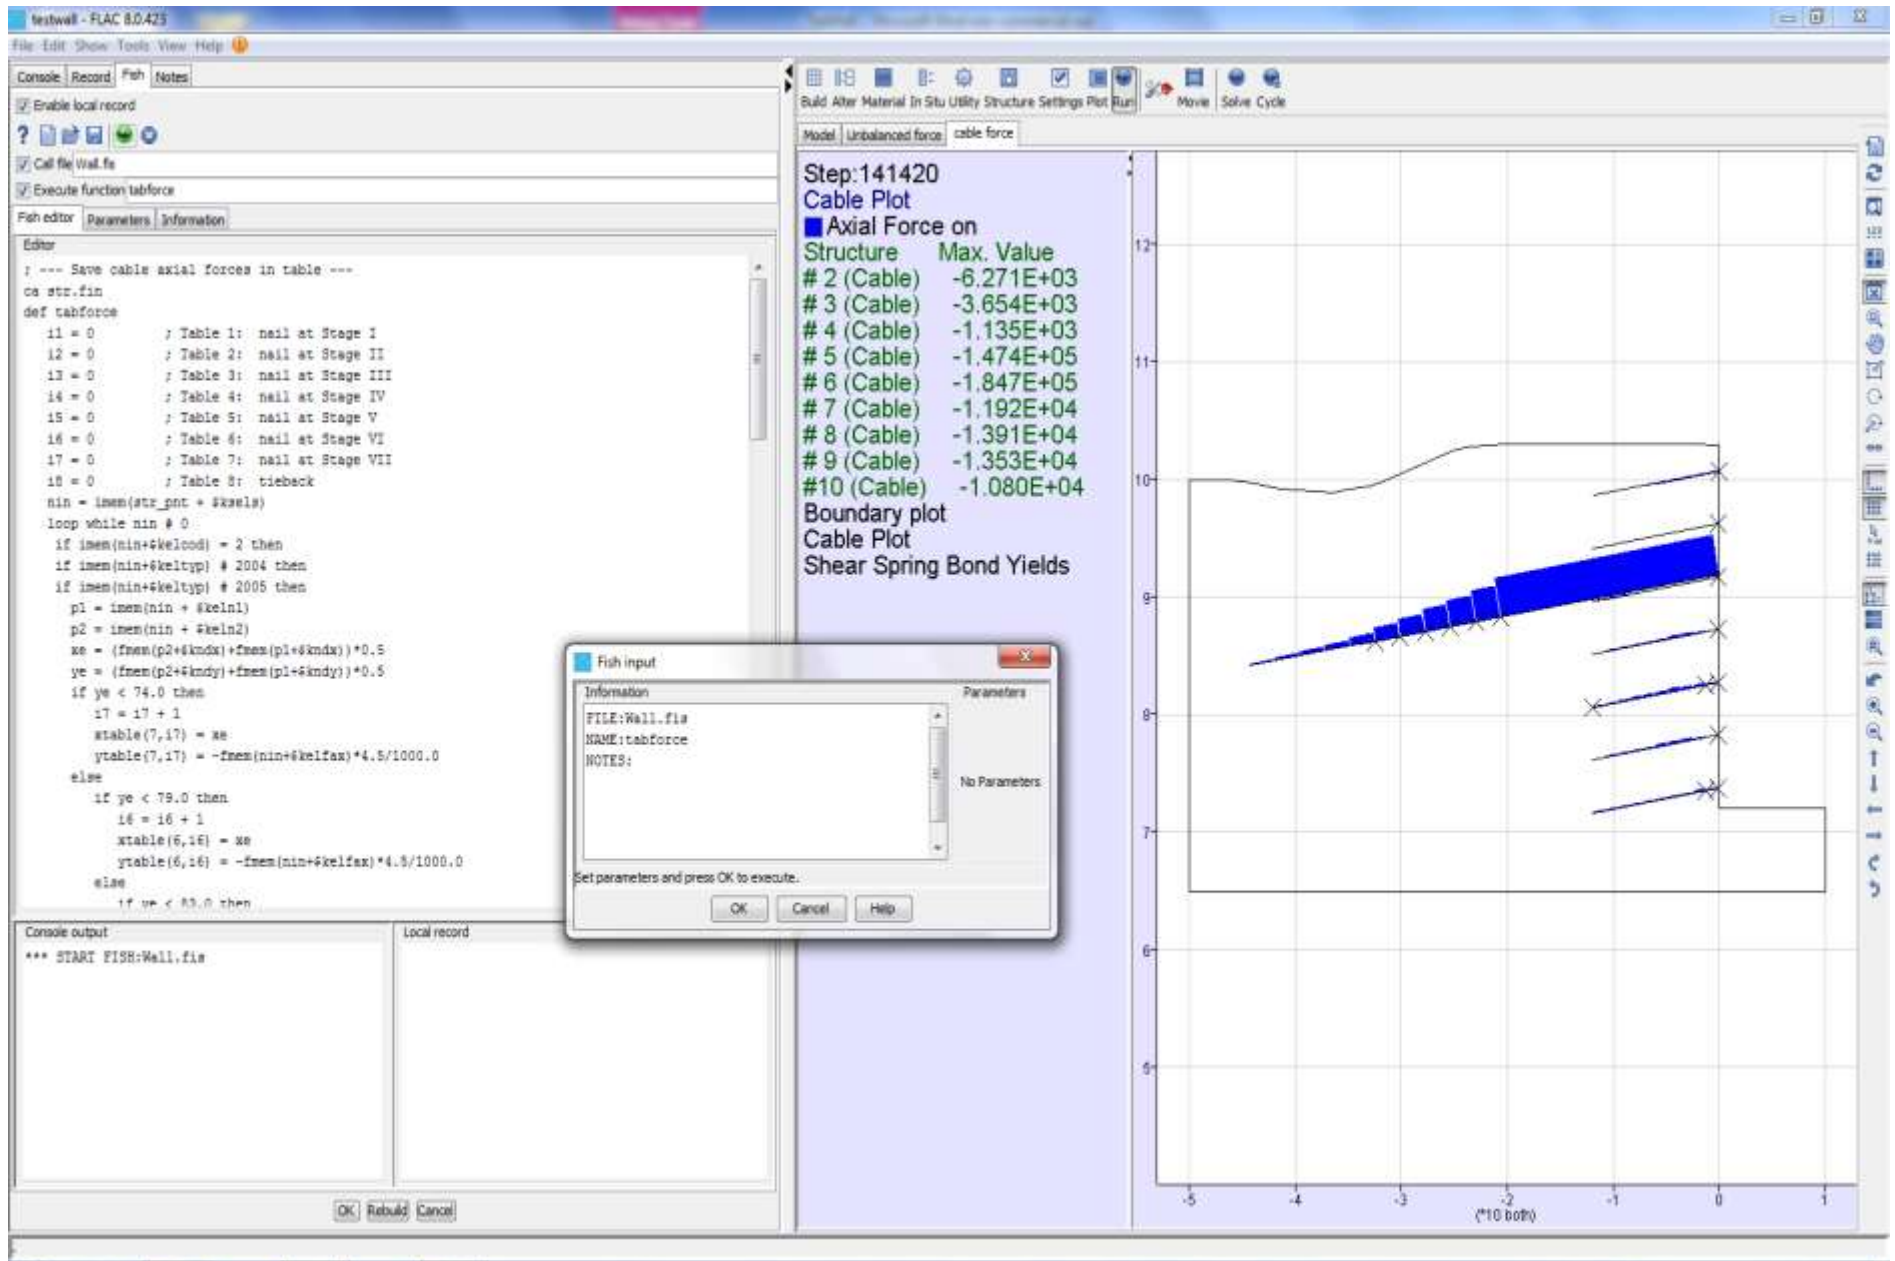 testwall - FLAC 8.0.423
File Edit Show Tools View Help
Console Record Fish Notes
Enable local record
Call file Wall.fis
Execute function tabforce
Fish editor Parameters Information
Editor
; --- Save cable axial forces in table ---
ca str.fin
def tabforce
i1 = 0 ; Table 1: nail at Stage I
i2 = 0 ; Table 2: nail at Stage II
i3 = 0 ; Table 3: nail at Stage III
i4 = 0 ; Table 4: nail at Stage IV
i5 = 0 ; Table 5: nail at Stage V
i6 = 0 ; Table 6: nail at Stage VI
i7 = 0 ; Table 7: nail at Stage VII
i8 = 0 ; Table 8: tieback
nin = imem(str_pnt + $ksels)
loop while nin # 0
if imem(nin+$kelcod) = 2 then
if imem(nin+$keltyp) # 2004 then
if imem(nin+$keltyp) # 2005 then
p1 = imem(nin + $keln1)
p2 = imem(nin + $keln2)
xe = (fmem(p2+$kndx)+fmem(p1+$kndx))*0.5
ye = (fmem(p2+$kndy)+fmem(p1+$kndy))*0.5
if ye < 74.0 then
i7 = i7 + 1
xtable(7,i7) = xe
ytable(7,i7) = -fmem(nin+$kelfax)*4.5/1000.0
else
if ye < 79.0 then
i6 = i6 + 1
xtable(6,i6) = xe
ytable(6,i6) = -fmem(nin+$kelfax)*4.5/1000.0
else
if ye < 83.0 then
Console output
*** START FISH:Wall.fis
Local record
OK Rebuild Cancel
Fish input
Information
Parameters
FILE:Wall.fis
NAME:tabforce
NOTES:
No Parameters
Set parameters and press OK to execute.
OK Cancel Help
Build Alter Material In Situ Utility Structure Settings Plot Run Movie Solve Cycle
Model Unbalanced force cable force
Step:141420
Cable Plot
Axial Force on
Structure Max. Value
# 2 (Cable) -6.271E+03
# 3 (Cable) -3.654E+03
# 4 (Cable) -1.135E+03
# 5 (Cable) -1.474E+05
# 6 (Cable) -1.847E+05
# 7 (Cable) -1.192E+04
# 8 (Cable) -1.391E+04
# 9 (Cable) -1.353E+04
#10 (Cable) -1.080E+04
Boundary plot
Cable Plot
Shear Spring Bond Yields
12
11
10
9
8
7
6
5
-5 -4 -3 -2 -1 0 1
(*10 both)